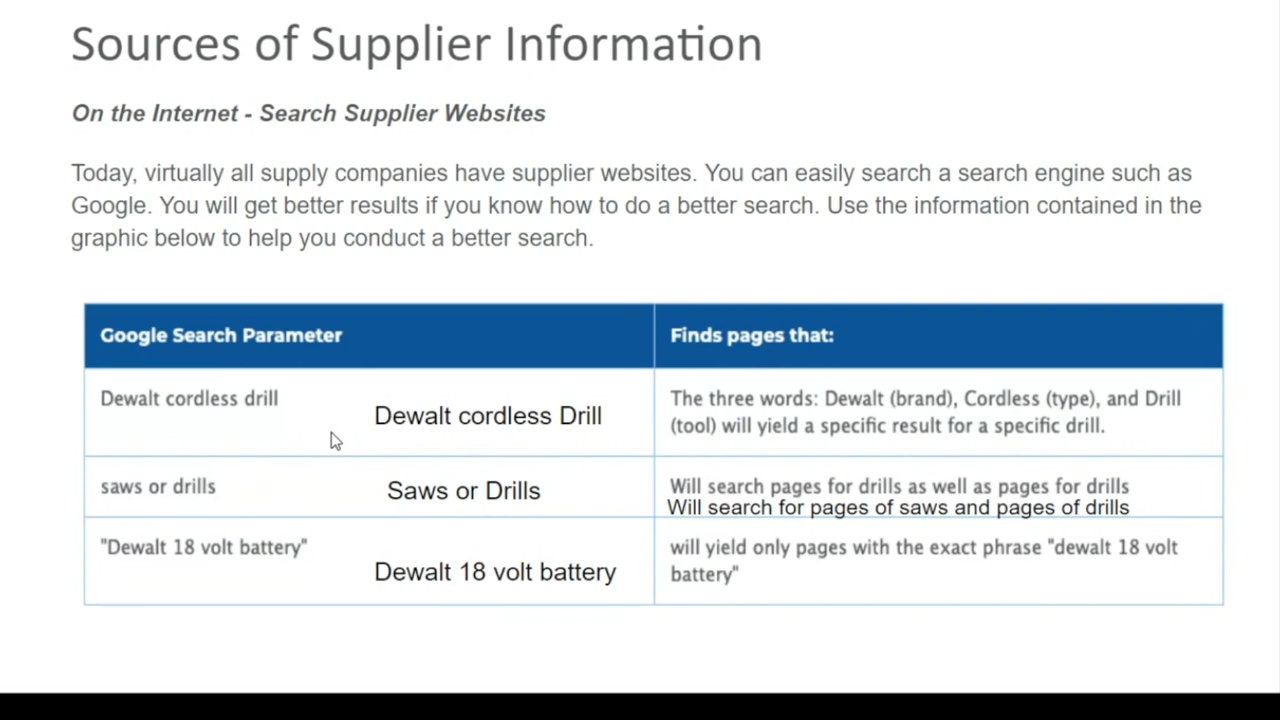 Sources of Supplier Information
On the Internet - Search Supplier Websites
Today, virtually all supply companies have supplier websites. You can easily search a search engine such as
Google. You will get better results if you know how to do a better search. Use the information contained in the
graphic below to help you conduct a better search.
Google Search Parameter
Finds pages that:
Dewalt cordless drill
Dewalt cordless Drill
The three words: Dewalt (brand), Cordless (type), and Drill
(tool) will yield a specific result for a specific drill.
saws or drills
Saws or Drills
Will search pages for drills as well as pages for drills
Will search for pages of saws and pages of drills
"Dewalt 18 volt battery"
Dewalt 18 volt battery
will yield only pages with the exact phrase "dewalt 18 volt
battery"